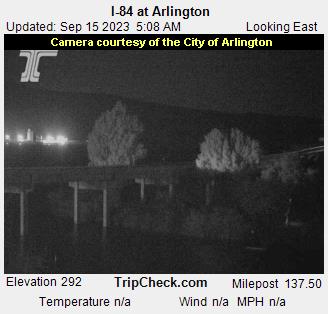 I-84 at Arlington
Updated: Sep 15 2023 5:08 AM Looking East
Camera courtesy of the City of Arlington
Elevation 292 TripCheck.com Milepost 137.50
Temperature n/a Wind n/a MPH n/a